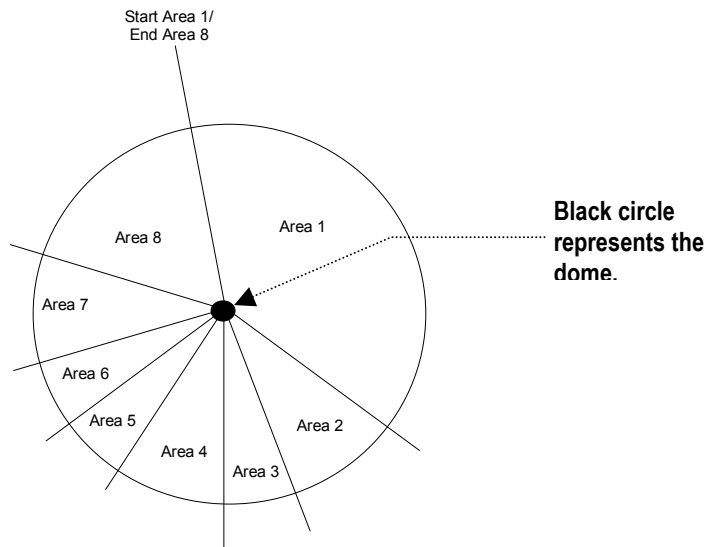 Start Area 1/
End Area 8
Area 8
Area 1
Black circle
represents the
dome.
Area 7
Area 6
Area 5
Area 4
Area 3
Area 2